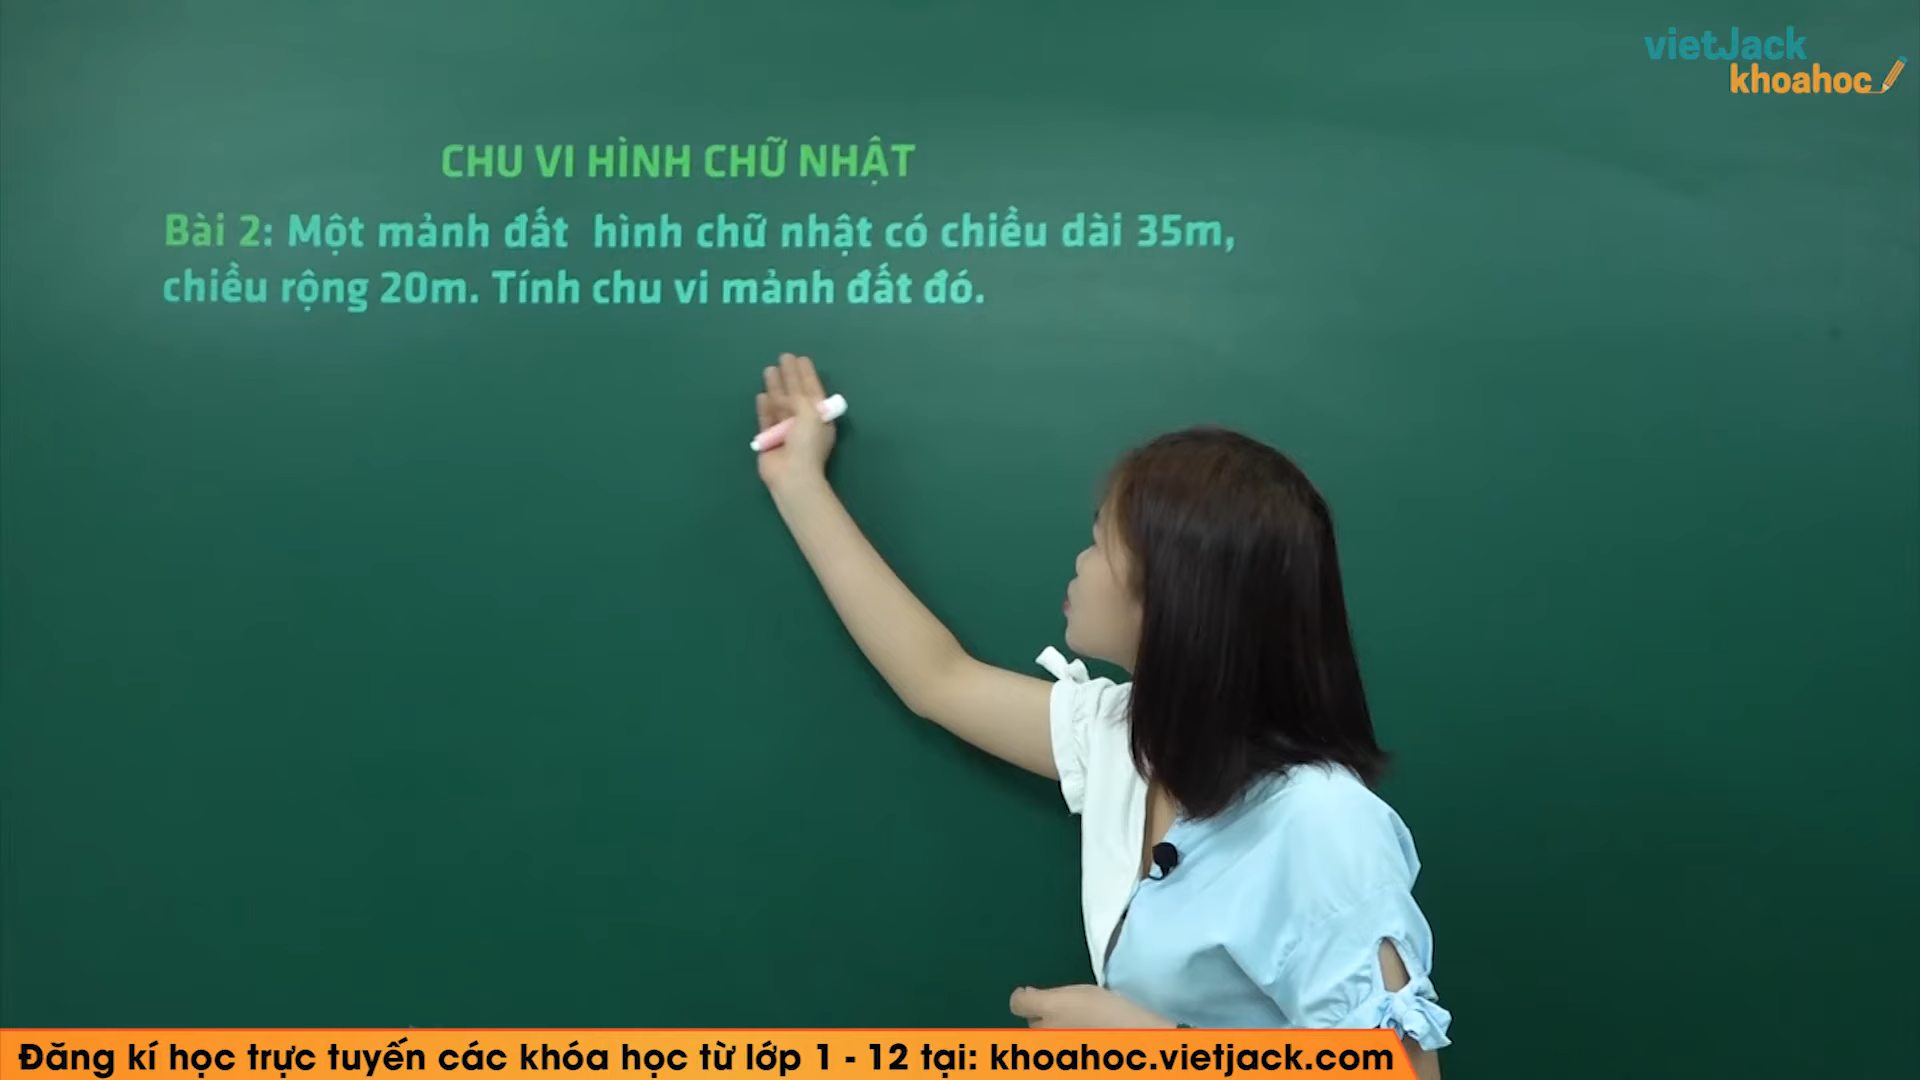 vietJack
khoahoc
CHU VI HÌNH CHỮ NHẬT
Bài 2: Một mảnh đất hình chữ nhật có chiều dài 35m,
chiều rộng 20m. Tính chu vi mảnh đất đó.
Đăng kí học trực tuyến các khóa học từ lớp 1 - 12 tại: khoahoc.vietjack.com